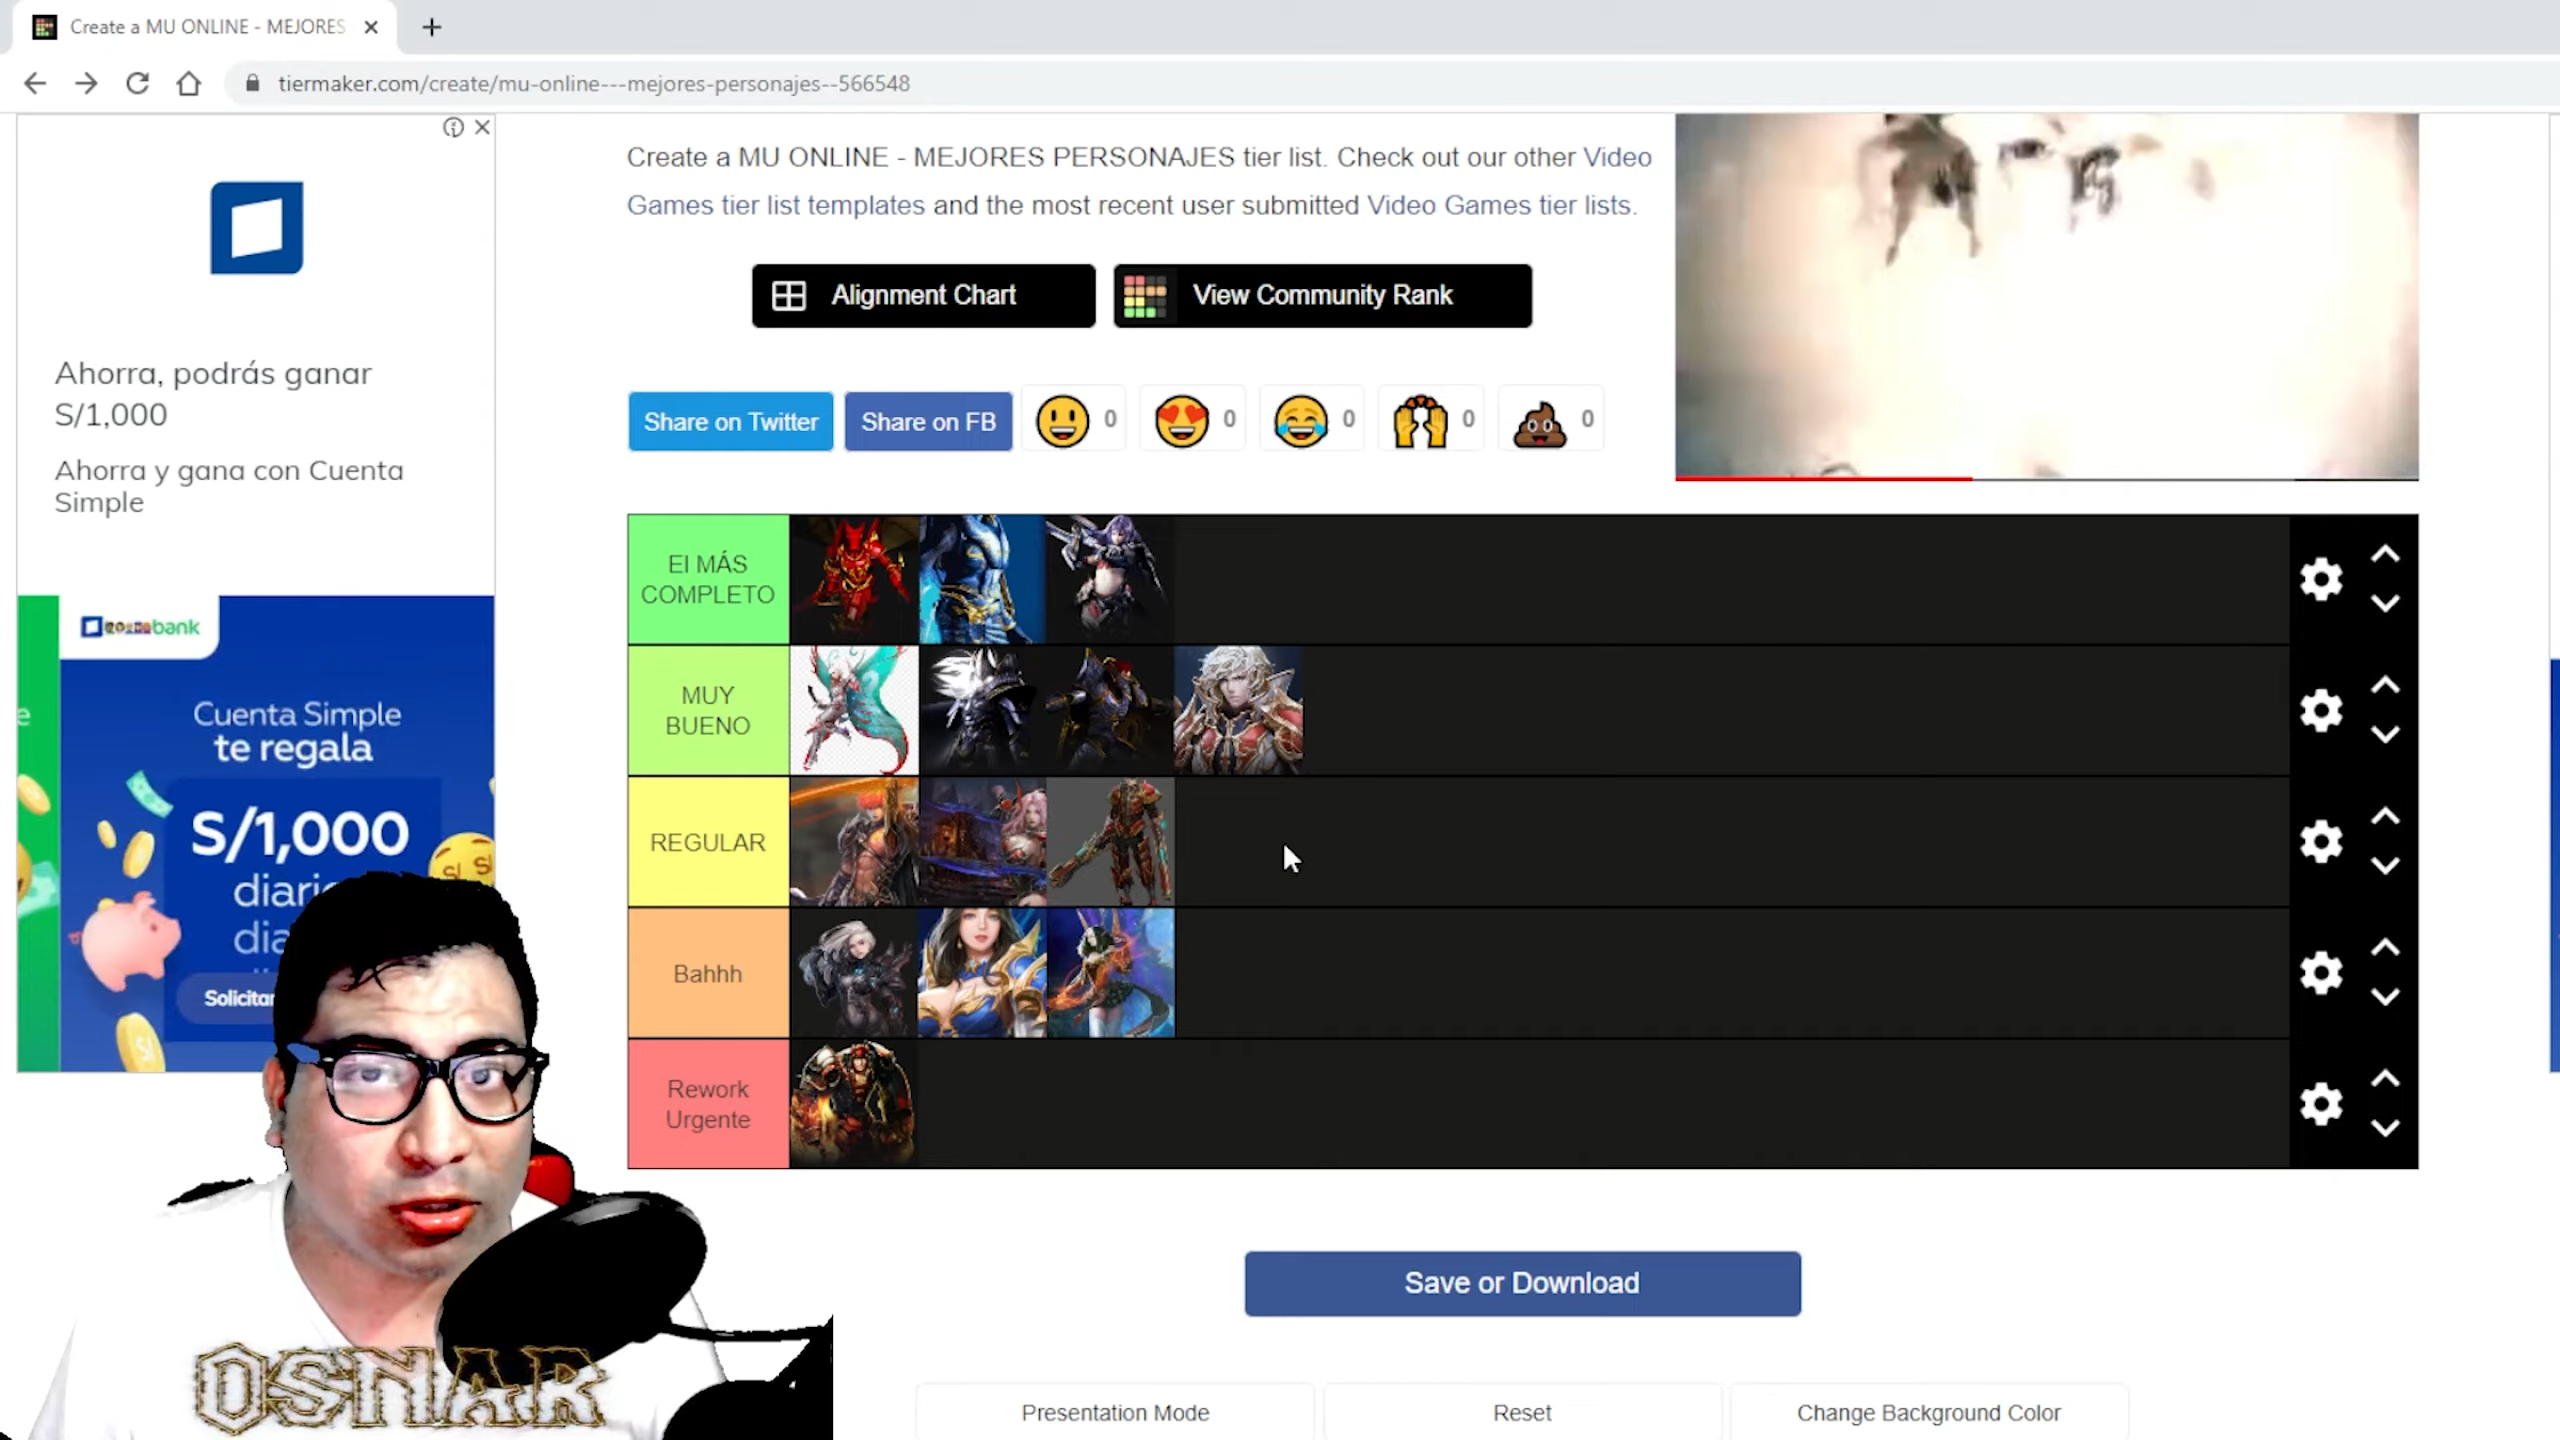 Create a MU ONLINE - MEJORES
tiermaker.com/create/mu-online---mejores-personajes--566548
Create a MU ONLINE - MEJORES PERSONAJES tier list. Check out our other Video
Games tier list templates and the most recent user submitted Video Games tier lists.
Alignment Chart
View Community Rank
Share on Twitter
Share on FB
0
0
0
0
0
Ahorra, podrás ganar
S/1,000
Ahorra y gana con Cuenta
Simple
bank
Cuenta Simple
te regala
S/1,000
Solicitar
El MÁS
COMPLETO
MUY
BUENO
REGULAR
Bahhh
Rework
Urgente
Save or Download
Presentation Mode
Reset
Change Background Color
OSNAR